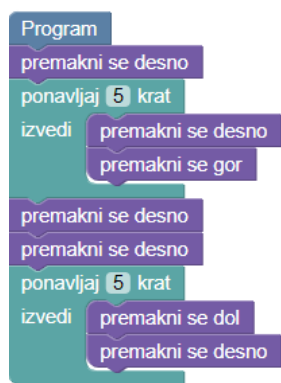 Program
premakni se desno
ponavljaj 5 krat
izvedi premakni se desno
premakni se gor
premakni se desno
premakni se desno
ponavljaj 5 krat
izvedi premakni se dol
premakni se desno